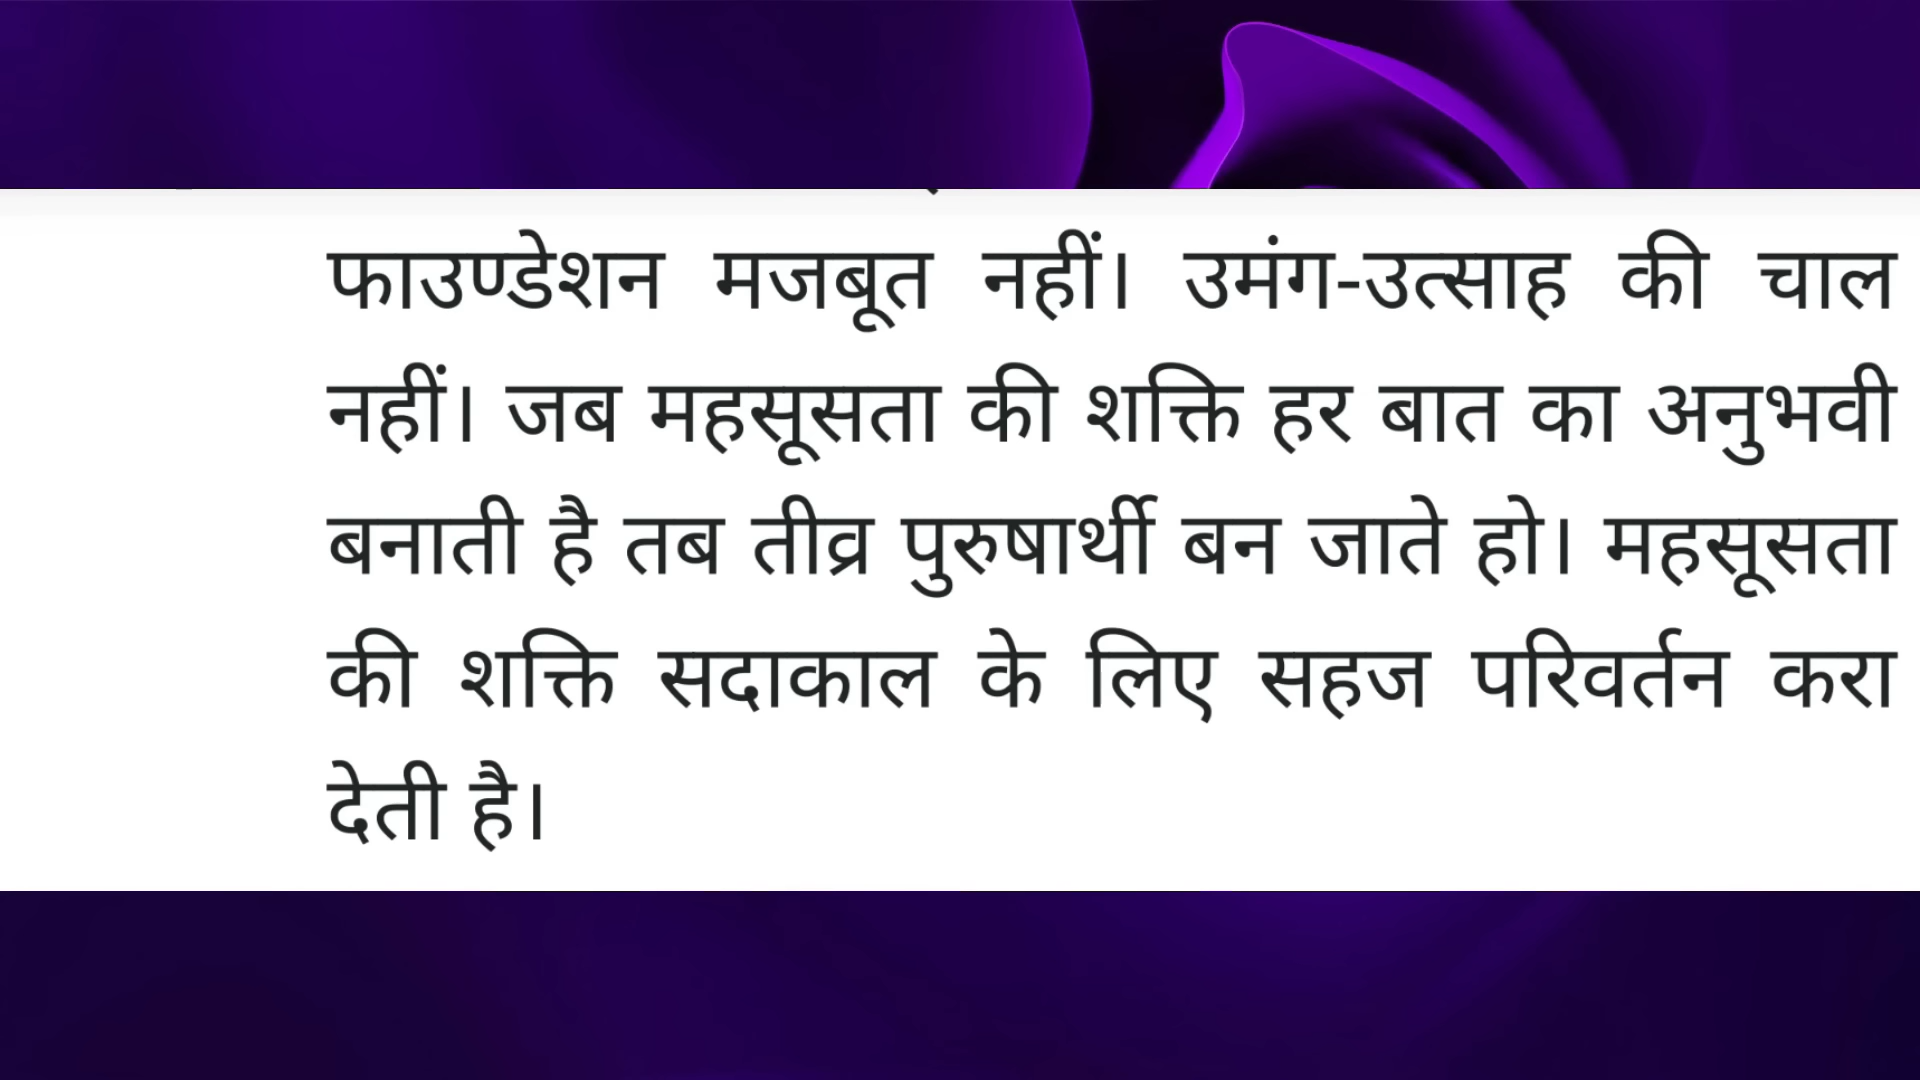 फाउण्डेशन मजबूत नहीं। उमंग-उत्साह की चाल
नहीं। जब महसूसता की शक्ति हर बात का अनुभवी
बनाती है तब तीव्र पुरुषार्थी बन जाते हो। महसूसता
की शक्ति सदाकाल के लिए सहज परिवर्तन करा
देती है।